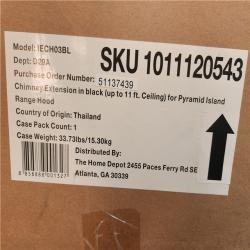 Model: IECH03BL
Dept: D29A
SKU 1011120543
Purchase Order Number:
51137439
Chimney Extension in black (up to 11 ft. Ceiling) for Pyramid Island
Range Hood
Country of Origin: Thailand
Case Pack Count: 1
Case Weight: 33.73lbs/15.30kg
Distributed By:
The Home Depot 2455 Paces Ferry Rd SE
Atlanta, GA 30339